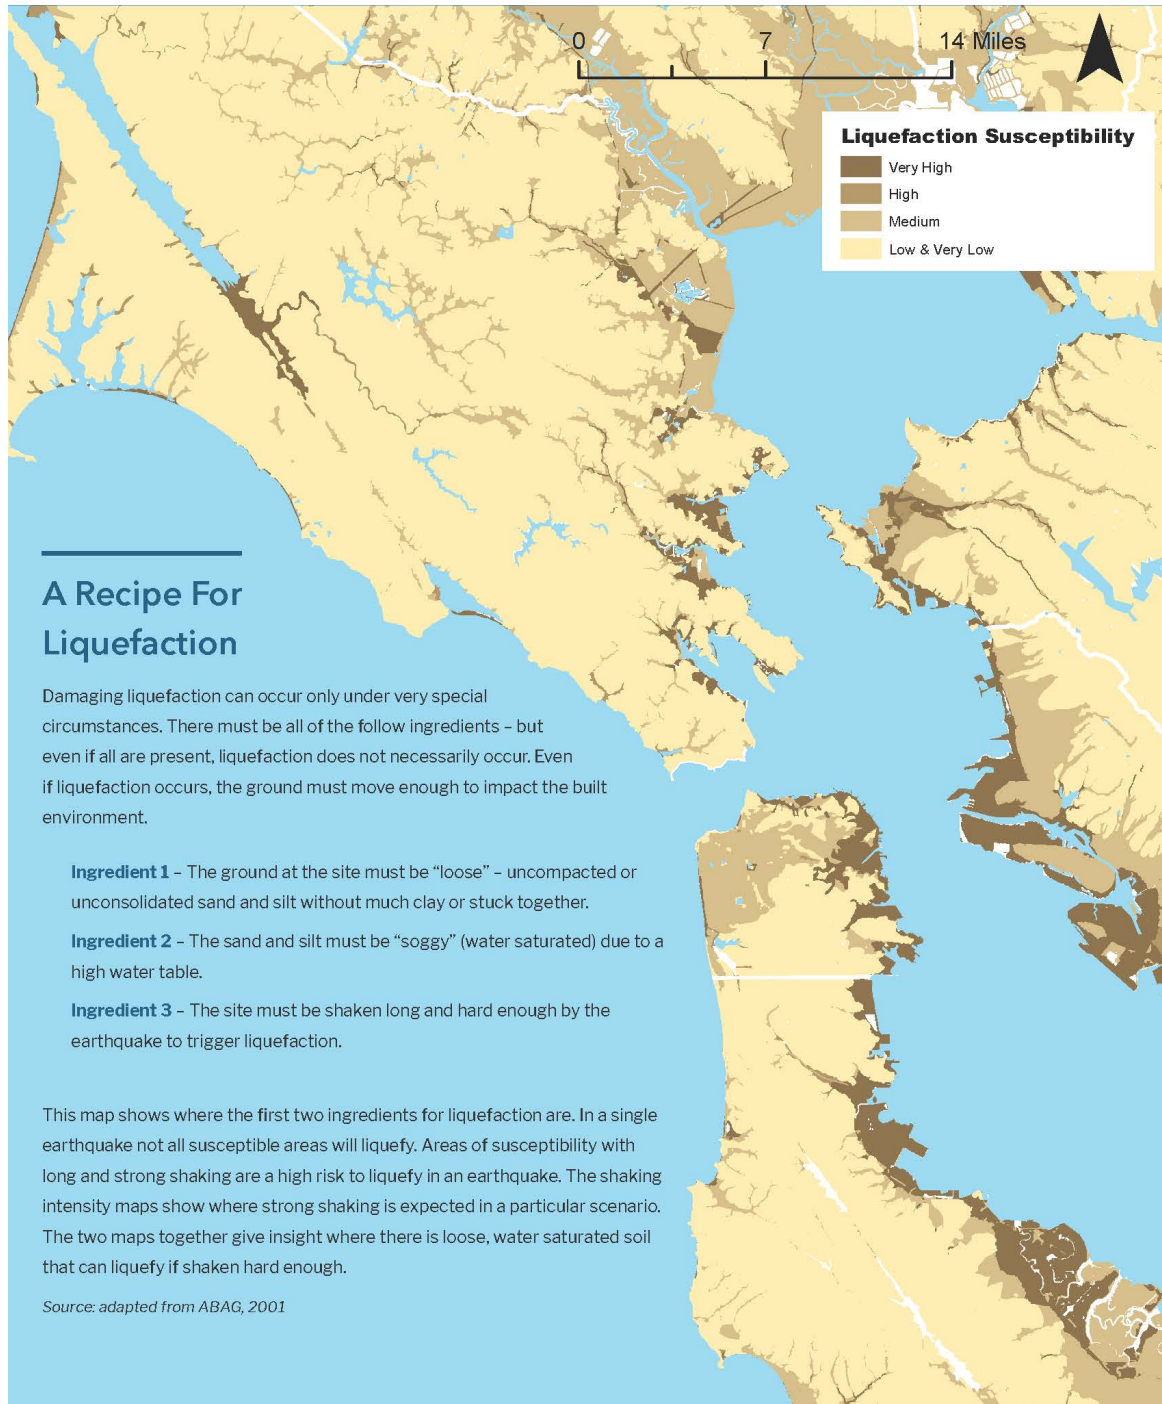 0 7 14 Miles
Liquefaction Susceptibility
Very High
High
Medium
Low & Very Low
A Recipe For
Liquefaction
Damaging liquefaction can occur only under very special
circumstances. There must be all of the follow ingredients – but
even if all are present, liquefaction does not necessarily occur. Even
if liquefaction occurs, the ground must move enough to impact the built
environment.
Ingredient 1 – The ground at the site must be “loose” – uncompacted or
unconsolidated sand and silt without much clay or stuck together.
Ingredient 2 – The sand and silt must be “soggy” (water saturated) due to a
high water table.
Ingredient 3 – The site must be shaken long and hard enough by the
earthquake to trigger liquefaction.
This map shows where the first two ingredients for liquefaction are. In a single
earthquake not all susceptible areas will liquefy. Areas of susceptibility with
long and strong shaking are a high risk to liquefy in an earthquake. The shaking
intensity maps show where strong shaking is expected in a particular scenario.
The two maps together give insight where there is loose, water saturated soil
that can liquefy if shaken hard enough.
Source: adapted from ABAG, 2001